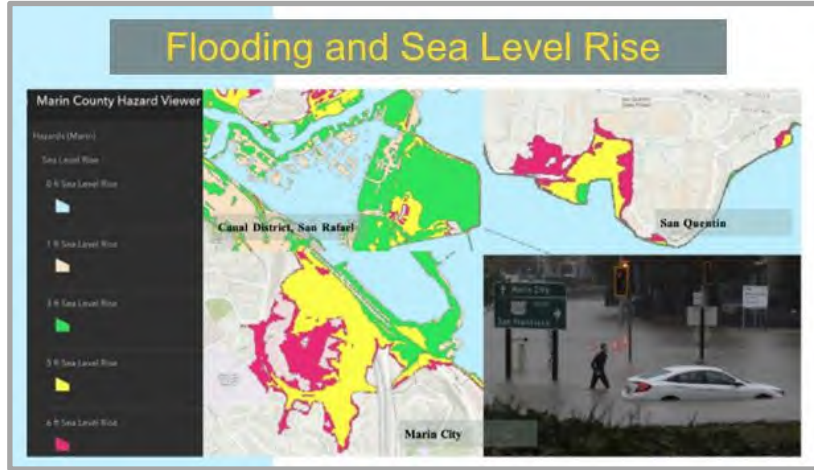 Flooding and Sea Level Rise
Marin County Hazard Viewer
Hazards (Marin)
Sea Level Rise
0 ft Sea Level Rise
1 ft Sea Level Rise
3 ft Sea Level Rise
5 ft Sea Level Rise
6 ft Sea Level Rise
Canal District, San Rafael
San Quentin
Marin City
Marin City
San Francisco